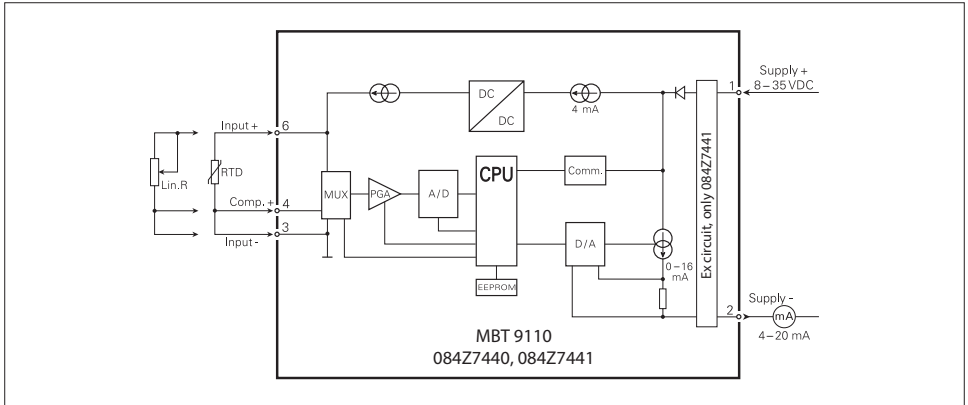 Supply +
1
8–35 VDC
DC
DC
4 mA
Input +
6
Lin.R
RTD
MUX
PGA
A/D
CPU
Comm.
Comp. +
4
3
Input -
D/A
0–16
mA
EEPROM
Ex circuit, only 084Z7441
Supply -
2
mA
4–20 mA
MBT 9110
084Z7440, 084Z7441